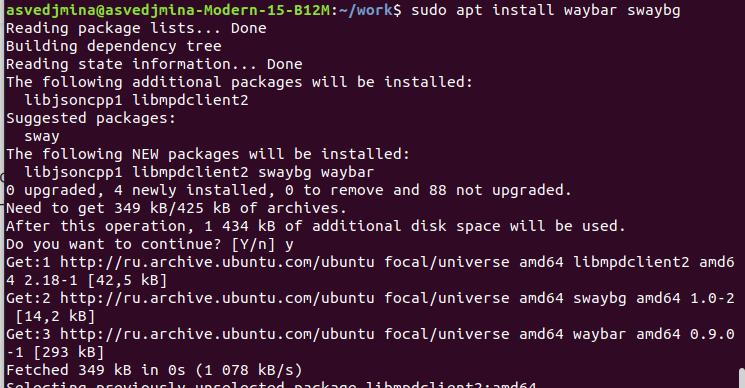 asvedjmina@asvedjmina-Modern-15-B12M:~/work$ sudo apt install waybar swaybg
Reading package lists... Done
Building dependency tree
Reading state information... Done
The following additional packages will be installed:
  libjsoncpp1 libmpdclient2
Suggested packages:
  sway
The following NEW packages will be installed:
  libjsoncpp1 libmpdclient2 swaybg waybar
0 upgraded, 4 newly installed, 0 to remove and 88 not upgraded.
Need to get 349 kB/425 kB of archives.
After this operation, 1 434 kB of additional disk space will be used.
Do you want to continue? [Y/n] y
Get:1 http://ru.archive.ubuntu.com/ubuntu focal/universe amd64 libmpdclient2 amd6
4 2.18-1 [42,5 kB]
Get:2 http://ru.archive.ubuntu.com/ubuntu focal/universe amd64 swaybg amd64 1.0-2
 [14,2 kB]
Get:3 http://ru.archive.ubuntu.com/ubuntu focal/universe amd64 waybar amd64 0.9.0
-1 [293 kB]
Fetched 349 kB in 0s (1 078 kB/s)
Selecting previously unselected package libmpdclient2:amd64.